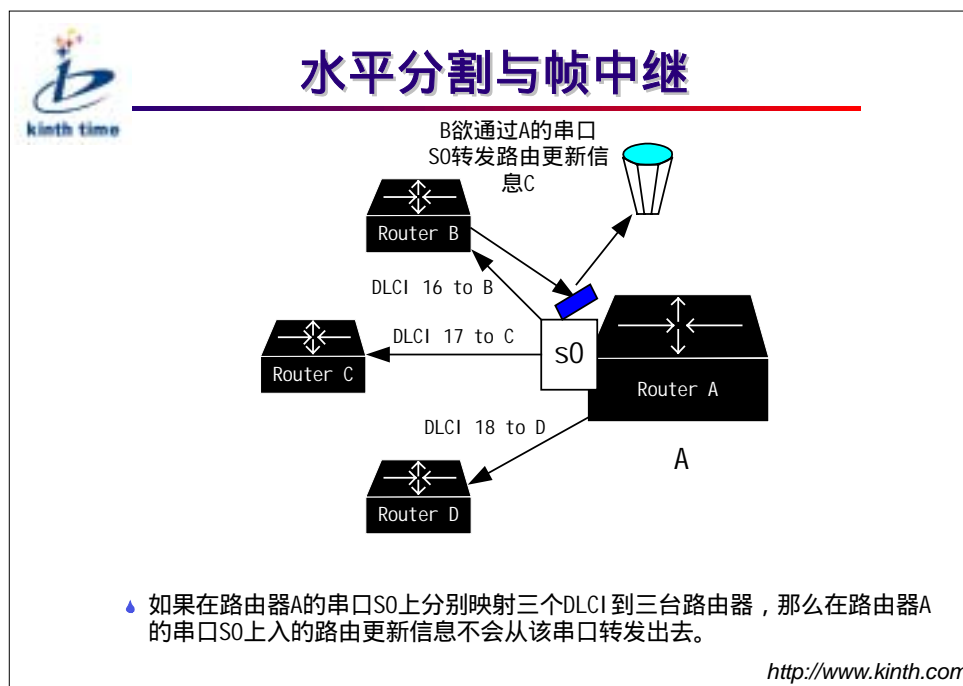 水平分割与帧中继
kinth time
B欲通过A的串口
S0转发路由更新信
息C
Router B
DLCI 16 to B
DLCI 17 to C
s0
Router C
Router A
DLCI 18 to D
A
Router D
如果在路由器A的串口S0上分别映射三个DLCI到三台路由器，那么在路由器A
的串口S0上入的路由更新信息不会从该串口转发出去。
http://www.kinth.com